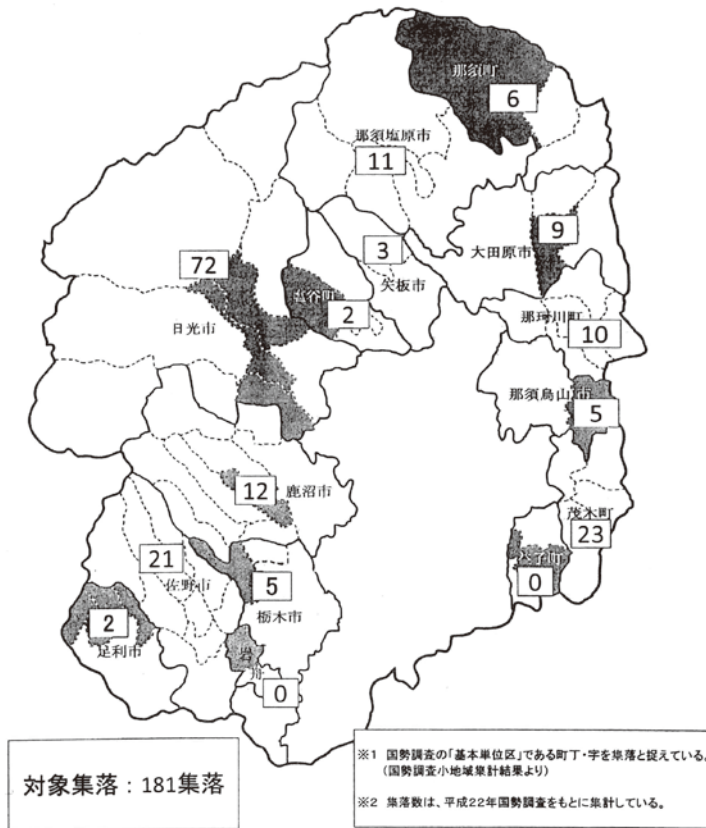 那須町
6
那須塩原市
11
9
大田原市
3
矢板市
72
塩谷町
2
日光市
那珂川町
10
那須烏山市
5
12
鹿沼市
茂木町
23
21
佐野市
0
5
栃木市
2
足利市
岩
舟
0
対象集落:181集落
※1 国勢調査の「基本単位区」である町丁・字を集落と捉えている。
(国勢調査小地域集計結果より)
※2 集落数は、平成22年国勢調査をもとに集計している。